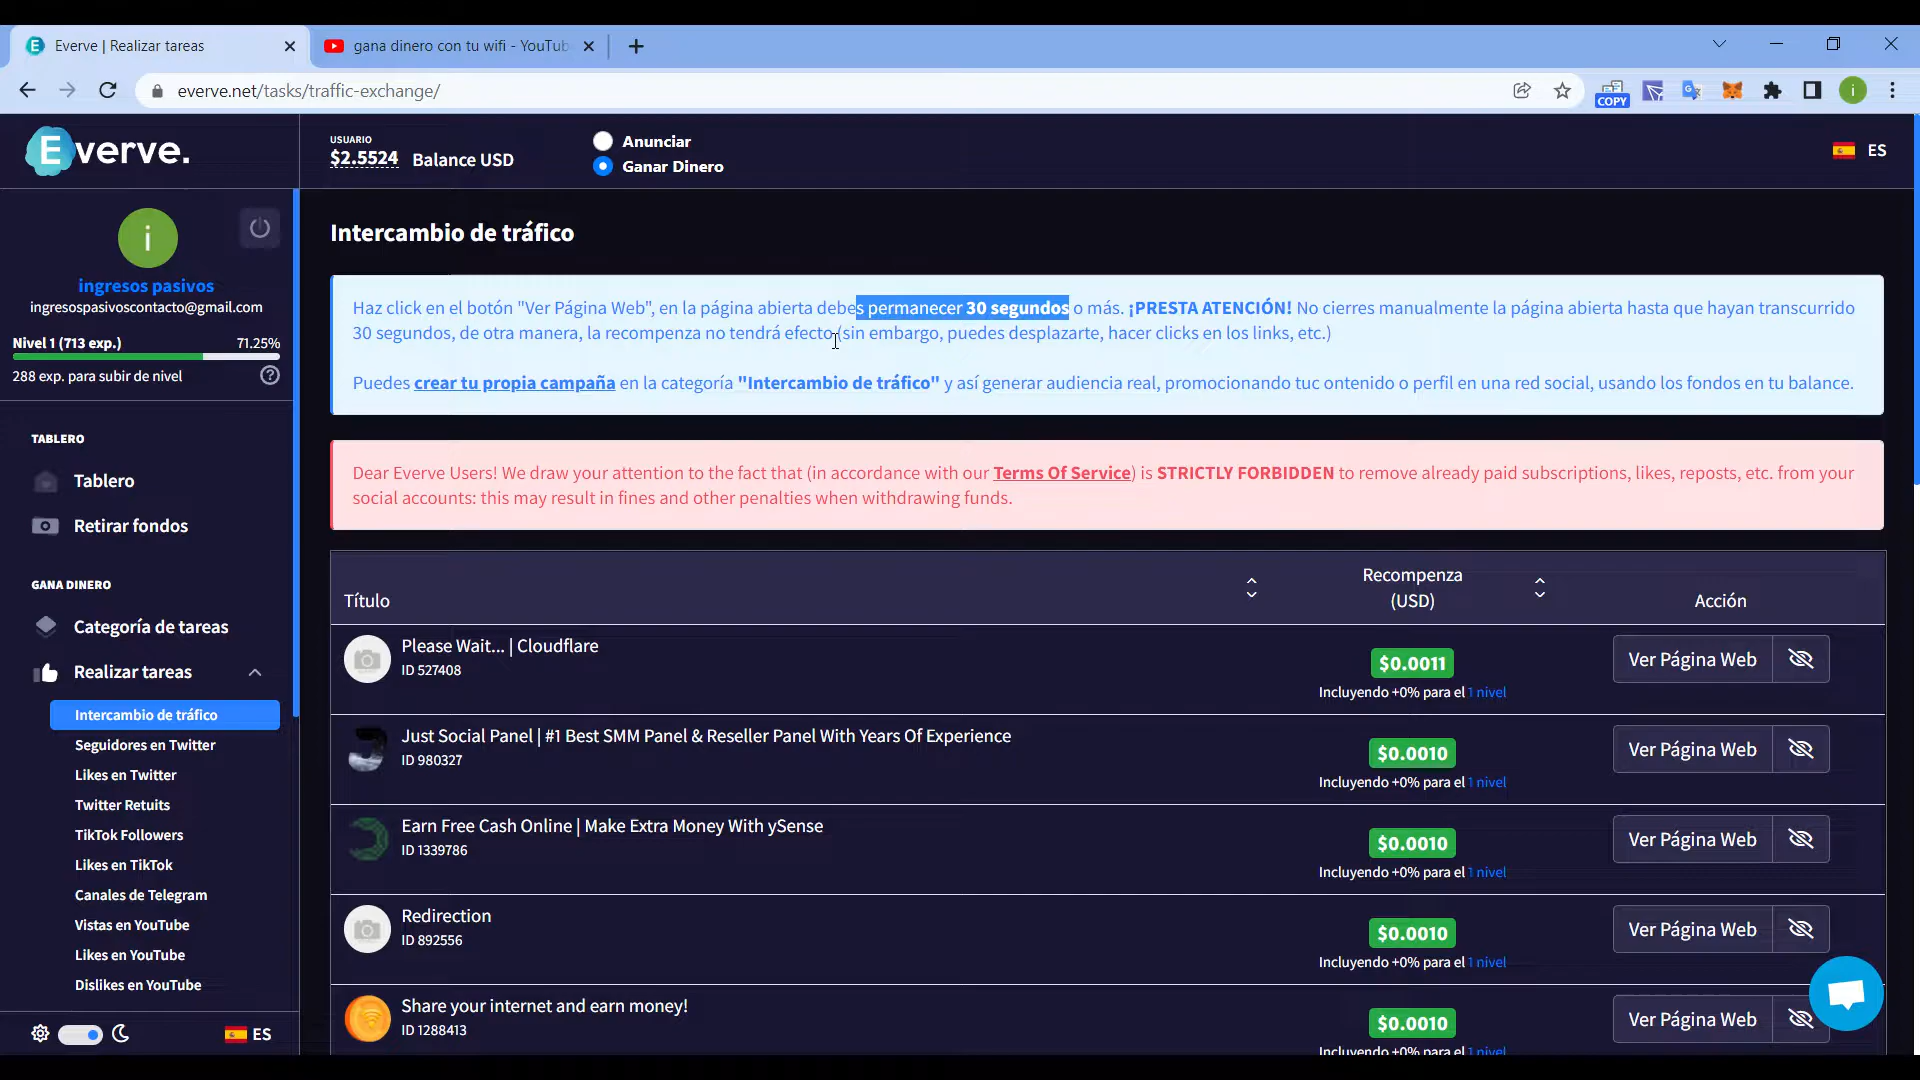 Everve | Realizar tareas
gana dinero con tu wifi - YouTub
everve.net/tasks/traffic-exchange/
COPY
i
Everve.
USUARIO
$2.5524 Balance USD
Anunciar
Ganar Dinero
ES
i
ingresos pasivos
ingresospasivoscontacto@gmail.com
Nivel 1 (713 exp.) 71.25%
288 exp. para subir de nivel
TABLERO
Tablero
Retirar fondos
GANA DINERO
Categoría de tareas
Realizar tareas
Intercambio de tráfico
Seguidores en Twitter
Likes en Twitter
Twitter Retuits
TikTok Followers
Likes en TikTok
Canales de Telegram
Vistas en YouTube
Likes en YouTube
Dislikes en YouTube
ES
Intercambio de tráfico
Haz click en el botón "Ver Página Web", en la página abierta debes permanecer 30 segundos o más. ¡PRESTA ATENCIÓN! No cierres manualmente la página abierta hasta que hayan transcurrido
30 segundos, de otra manera, la recompenza no tendrá efecto (sin embargo, puedes desplazarte, hacer clicks en los links, etc.)
Puedes crear tu propia campaña en la categoría "Intercambio de tráfico" y así generar audiencia real, promocionando tuc ontenido o perfil en una red social, usando los fondos en tu balance.
Dear Everve Users! We draw your attention to the fact that (in accordance with our Terms Of Service) is STRICTLY FORBIDDEN to remove already paid subscriptions, likes, reposts, etc. from your
social accounts: this may result in fines and other penalties when withdrawing funds.
Título
Recompenza
(USD)
Acción
Please Wait... | Cloudflare
ID 527408
$0.0011
Incluyendo +0% para el 1 nivel
Ver Página Web
Just Social Panel | #1 Best SMM Panel & Reseller Panel With Years Of Experience
ID 980327
$0.0010
Incluyendo +0% para el 1 nivel
Ver Página Web
Earn Free Cash Online | Make Extra Money With ySense
ID 1339786
$0.0010
Incluyendo +0% para el 1 nivel
Ver Página Web
Redirection
ID 892556
$0.0010
Incluyendo +0% para el 1 nivel
Ver Página Web
Share your internet and earn money!
ID 1288413
$0.0010
Incluyendo +0% para el 1 nivel
Ver Página Web